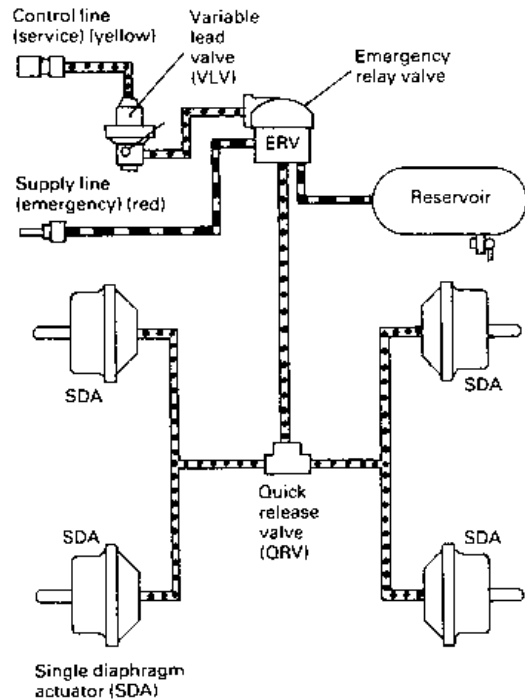 Control line
(service) (yellow)
Variable
lead
valve
(VLV)
Emergency
relay valve
ERV
Supply line
(emergency) (red)
Reservoir
SDA
SDA
SDA
SDA
Quick
release
valve
(QRV)
Single diaphragm
actuator (SDA)